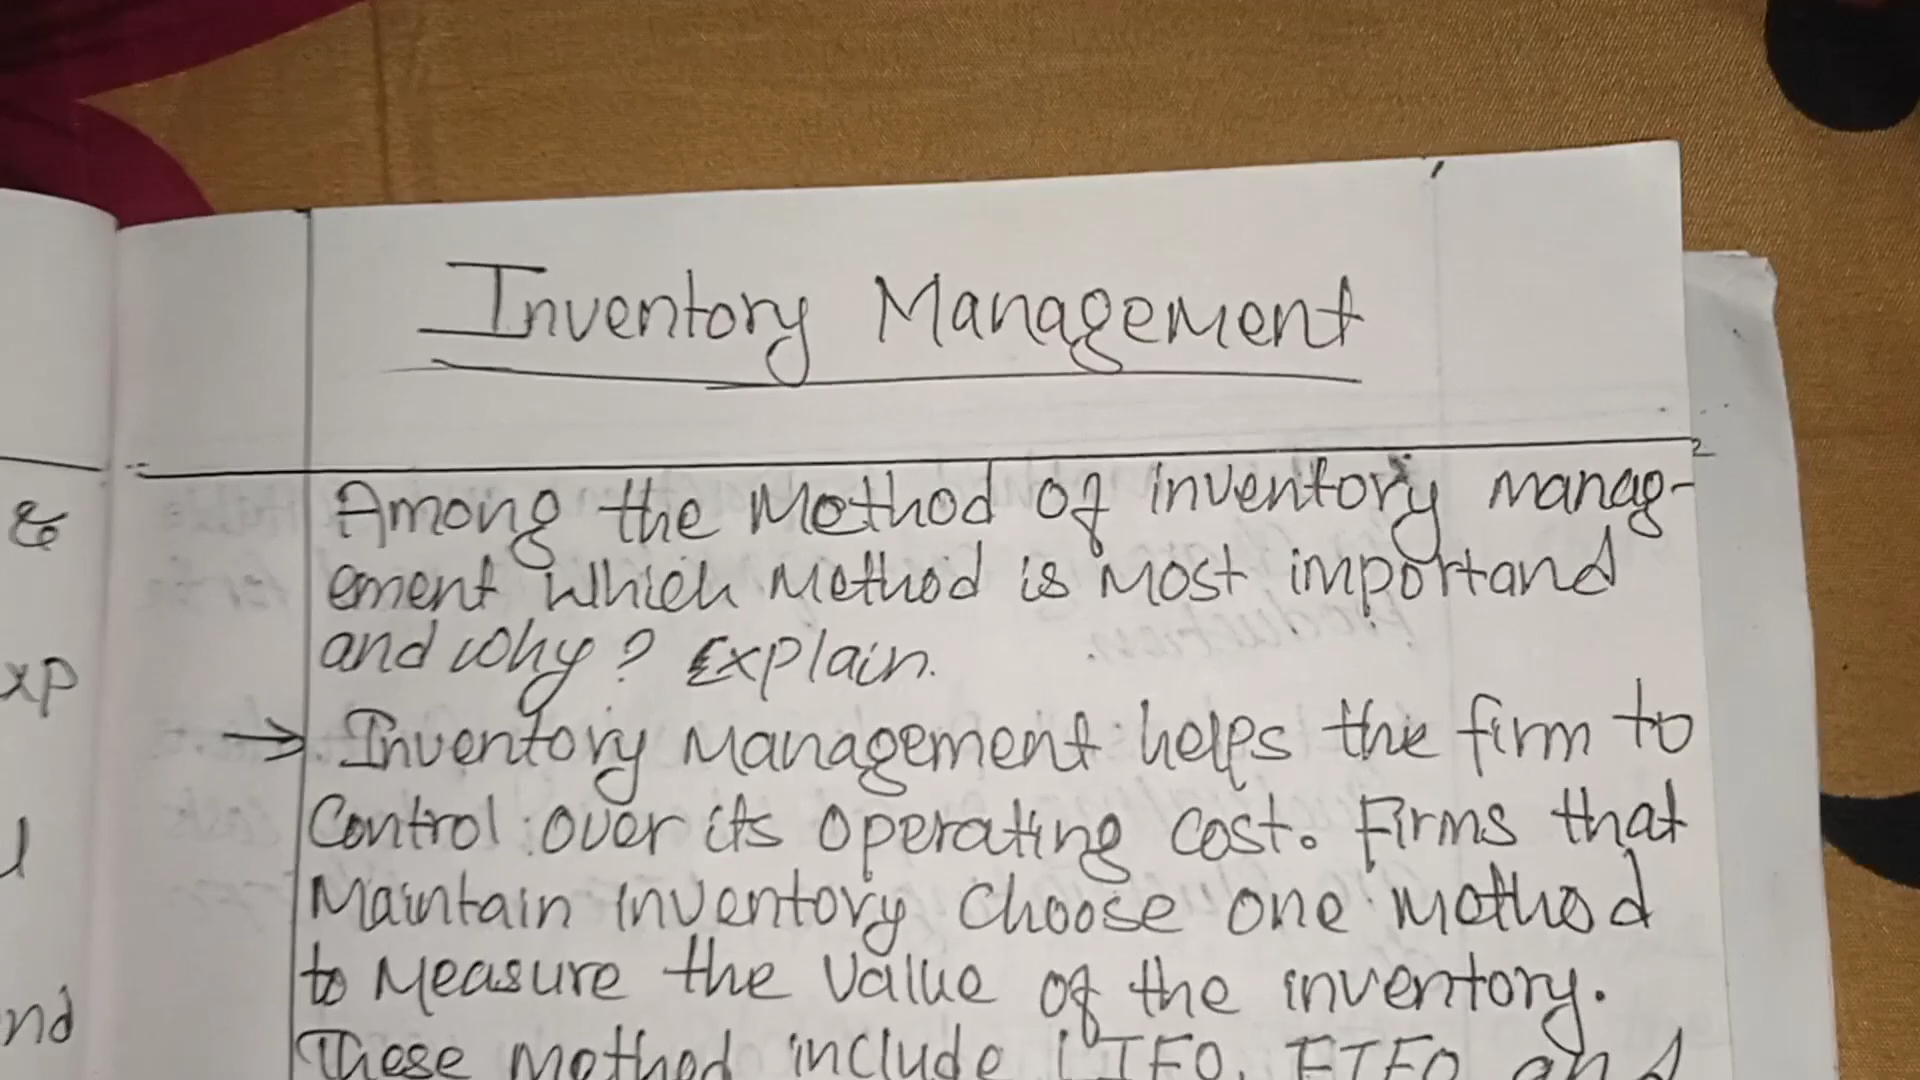 Inventory Management
Among the Method of inventory manag-
ement which method is most importand
and why? Explain.
→ Inventory Management helps the firm to
Control over its operating cost. Firms that
Maintain inventory choose one method
to Measure the value of the inventory.
These method include LIFO, FIFO and
&
xp
nd